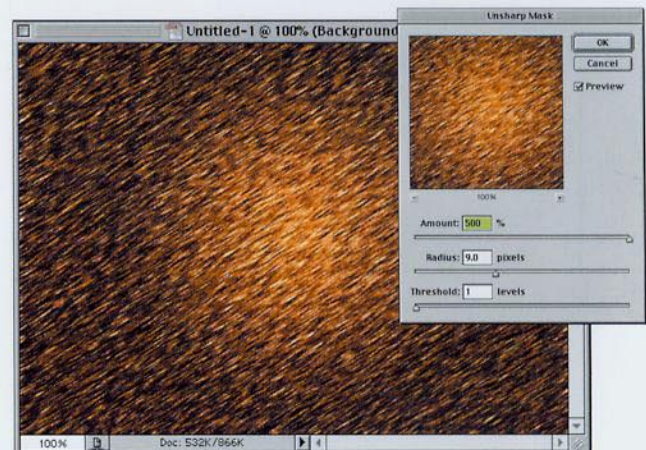 Untitled-1 @ 100% (Background
Unsharp Mask
OK
Cancel
Preview
100%
Amount: 500 %
Radius: 9.0 pixels
Threshold: 1 levels
100%
Doc: 532K/866K